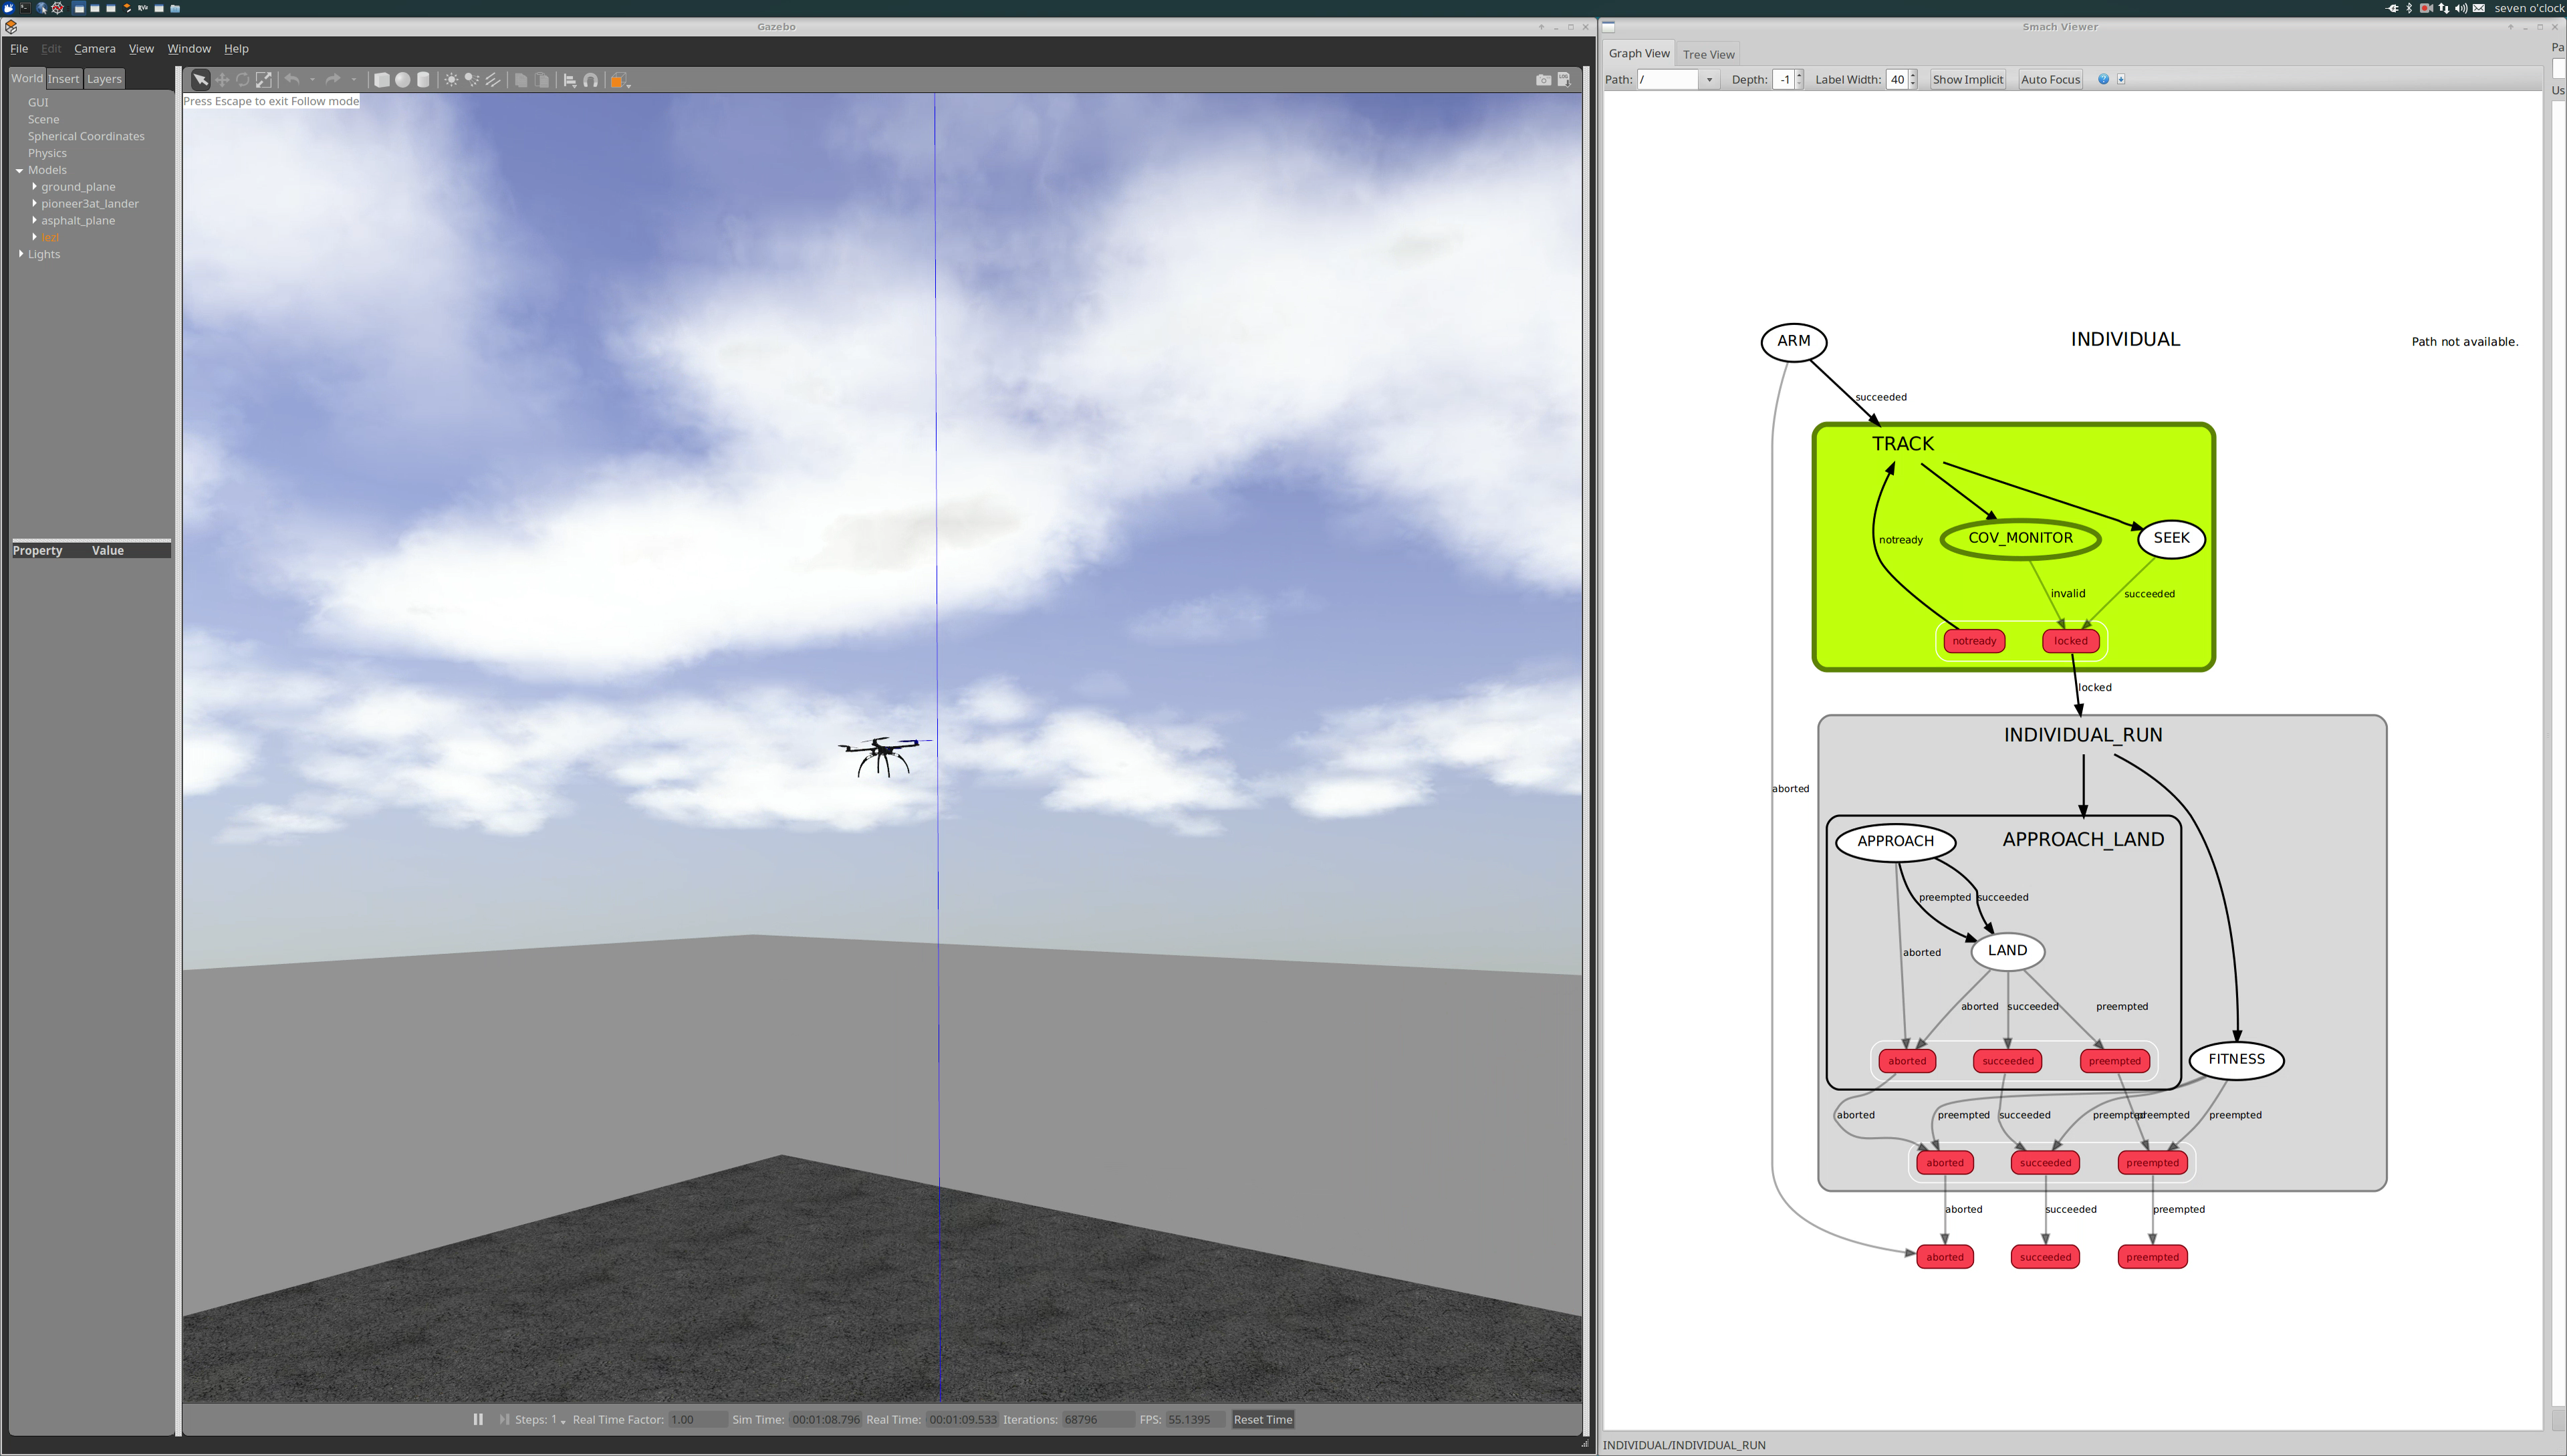 seven o'clock
Gazebo
File Edit Camera View Window Help
World Insert Layers
GUI
Scene
Spherical Coordinates
Physics
Models
ground_plane
pioneer3at_lander
asphalt_plane
lezl
Lights
Property Value
Press Escape to exit Follow mode
Steps: 1 Real Time Factor: 1.00 Sim Time: 00:01:08.796 Real Time: 00:01:09.533 Iterations: 68796 FPS: 55.1395 Reset Time
Smach Viewer
Graph View Tree View
Path: / Depth: -1 Label Width: 40 Show Implicit Auto Focus
Pa
Us
ARM
INDIVIDUAL
Path not available.
succeeded
TRACK
notready
COV_MONITOR
SEEK
invalid
succeeded
notready
locked
locked
INDIVIDUAL_RUN
aborted
APPROACH
APPROACH_LAND
preempted
succeeded
aborted
LAND
aborted
succeeded
preempted
aborted
succeeded
preempted
FITNESS
aborted
preempted
succeeded
preempted
preempted
preempted
aborted
succeeded
preempted
aborted
succeeded
preempted
aborted
succeeded
preempted
INDIVIDUAL/INDIVIDUAL_RUN